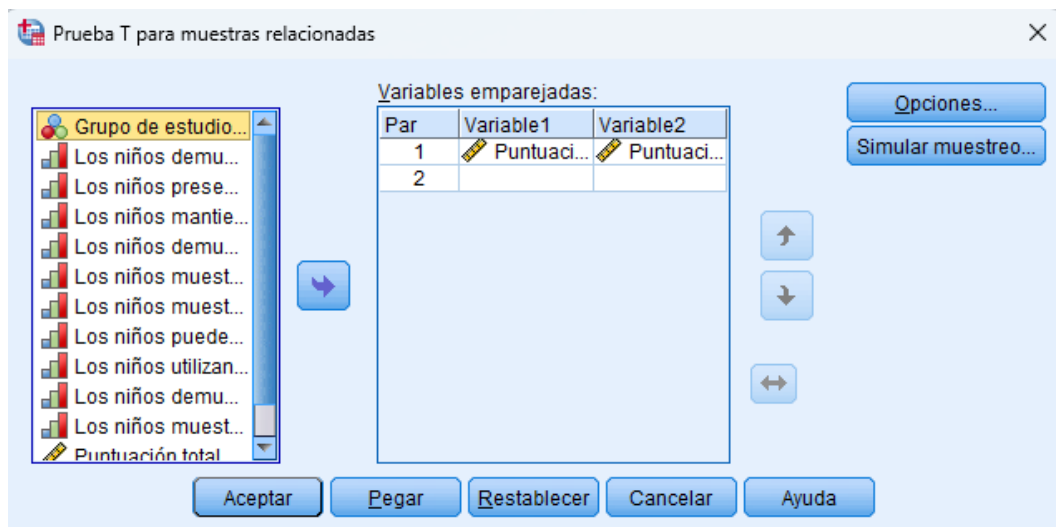 Prueba T para muestras relacionadas
Variables emparejadas:
Grupo de estudio...
Los niños demu...
Los niños prese...
Los niños mantie...
Los niños demu...
Los niños muest...
Los niños muest...
Los niños puede...
Los niños utilizan...
Los niños demu...
Los niños muest...
Puntuación total
Par Variable1 Variable2
1 Puntuaci... Puntuaci...
2
Opciones...
Simular muestreo...
Aceptar Pegar Restablecer Cancelar Ayuda